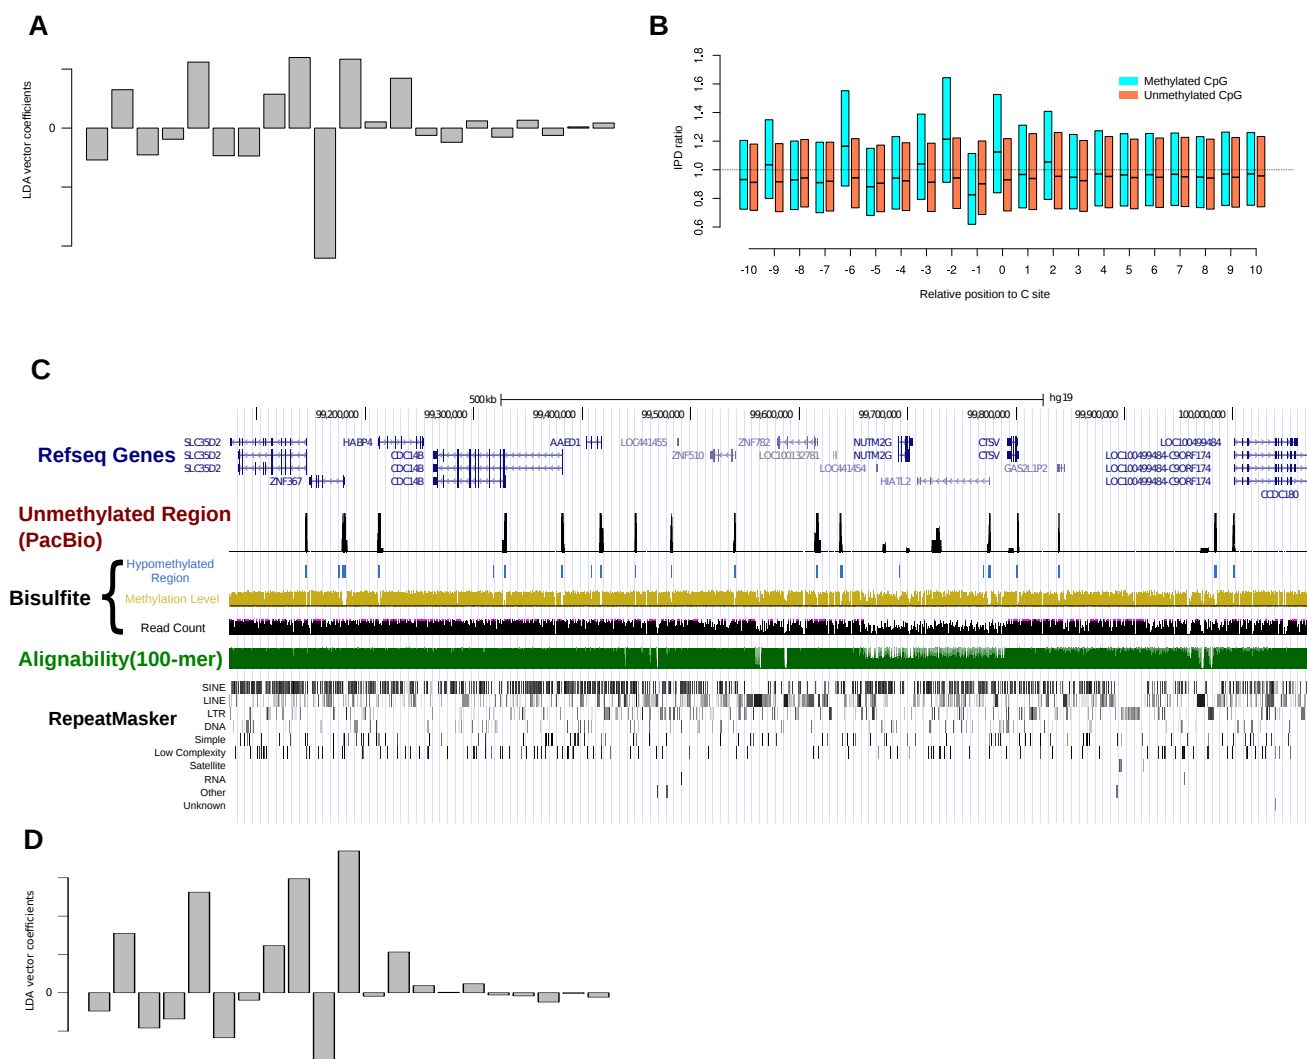 A
LDA vector coefficients
0
B
IPD ratio
1.8
1.6
1.4
1.2
1.0
0.8
0.6
Methylated CpG
Unmethylated CpG
-10 -9 -8 -7 -6 -5 -4 -3 -2 -1 0 1 2 3 4 5 6 7 8 9 10
Relative position to C site
C
500 kb hg19
99,200,000 99,300,000 99,400,000 99,500,000 99,600,000 99,700,000 99,800,000 99,900,000 100,000,000
Refseq Genes
SLC35D2 HABP4 AAED1 LOC441455 ZNF782 NUTM2G CTSV LOC100499484
SLC35D2 CDC14B ZNF510 LOC100132781 NUTM2G CTSV LOC100499484-C9ORF174
SLC35D2 CDC14B LOC441454 GAS2L1P2 LOC100499484-C9ORF174
ZNF367 CDC14B HIATL2 LOC100499484-C9ORF174
CCDC180
Unmethylated Region
(PacBio)
Bisulfite
Hypomethylated
Region
Methylation Level
Read Count
Alignability(100-mer)
RepeatMasker
SINE
LINE
LTR
DNA
Simple
Low Complexity
Satellite
RNA
Other
Unknown
D
LDA vector coefficients
0